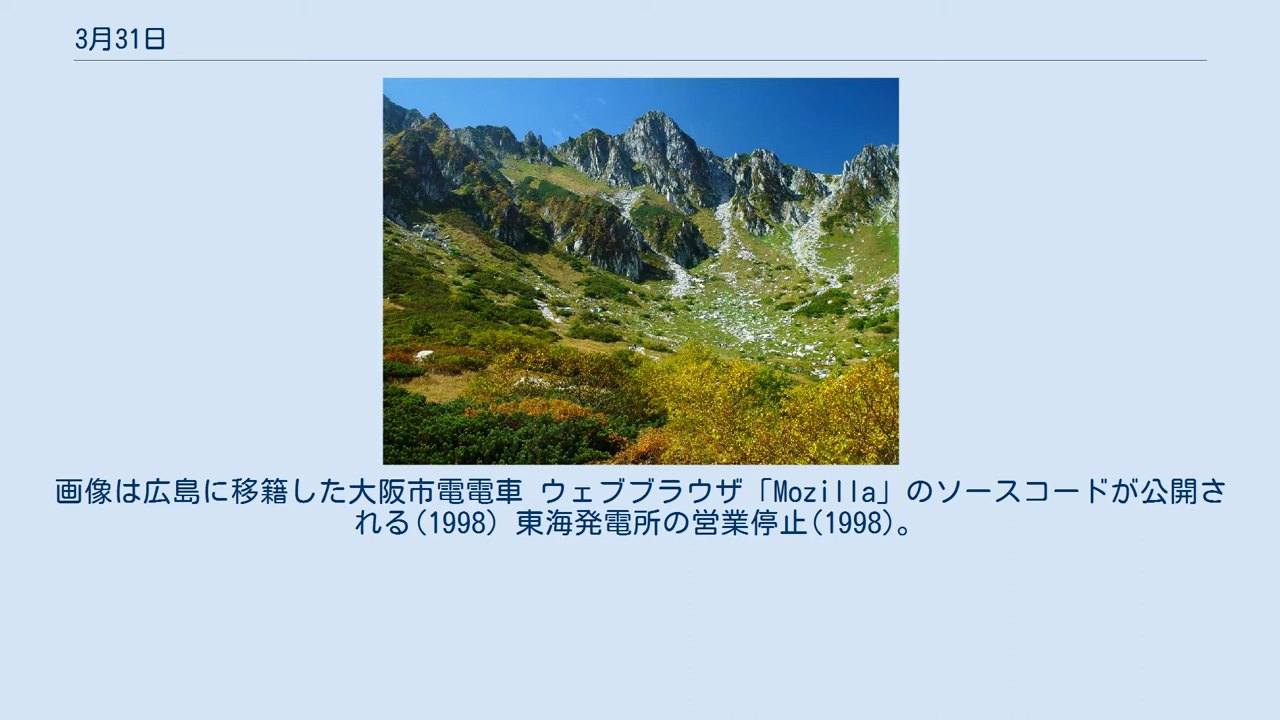 3月31日
画像は広島に移籍した大阪市電電車 ウェブブラウザ「Mozilla」のソースコードが公開さ
れる(1998) 東海発電所の営業停止(1998)。